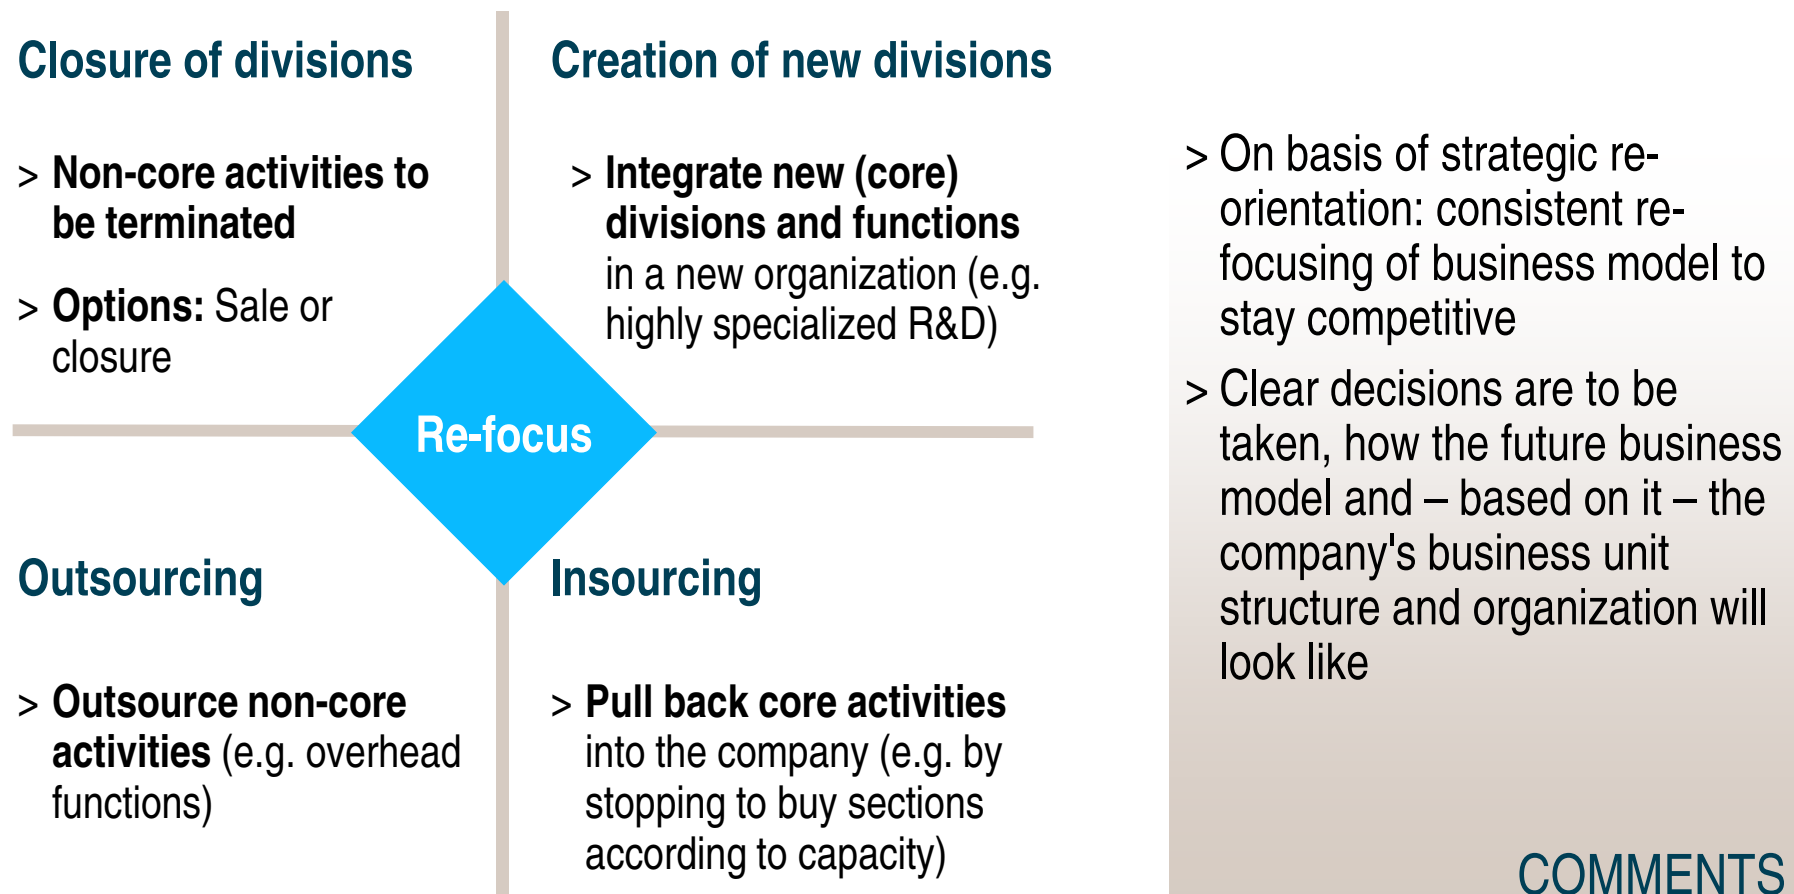 Closure of divisions
> Non-core activities to
be terminated
> Options: Sale or
closure
Creation of new divisions
> Integrate new (core)
divisions and functions
in a new organization (e.g.
highly specialized R&D)
Re-focus
Outsourcing
> Outsource non-core
activities (e.g. overhead
functions)
Insourcing
> Pull back core activities
into the company (e.g. by
stopping to buy sections
according to capacity)
> On basis of strategic re-
orientation: consistent re-
focusing of business model to
stay competitive
> Clear decisions are to be
taken, how the future business
model and – based on it – the
company's business unit
structure and organization will
look like
COMMENTS